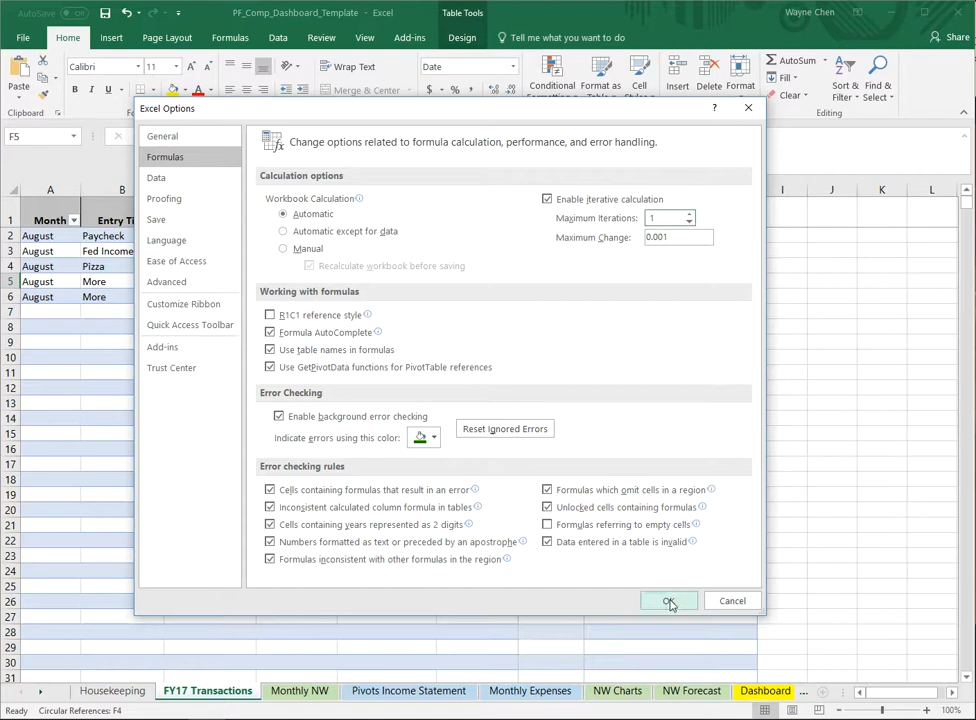 AutoSave Off PF_Comp_Dashboard_Template - Excel Table Tools Wayne Chen
File Home Insert Page Layout Formulas Data Review View Add-ins Design Tell me what you want to do Share
Paste Calibri 11 A A Wrap Text Date Conditional Format as Cell Insert Delete Format AutoSum Sort & Find &
B I U A Merge & Center $ % , Fill Filter Select
Clipboard Clear Editing
Excel Options ?
F5
General
Formulas
Data
Proofing
Save
Language
Ease of Access
Advanced
Customize Ribbon
Quick Access Toolbar
Add-ins
Trust Center
Change options related to formula calculation, performance, and error handling.
Calculation options
Workbook Calculation
Automatic
Automatic except for data
Manual
Recalculate workbook before saving
Enable iterative calculation
Maximum Iterations: 1
Maximum Change: 0.001
Working with formulas
R1C1 reference style
Formula AutoComplete
Use table names in formulas
Use GetPivotData functions for PivotTable references
Error Checking
Enable background error checking
Indicate errors using this color: Reset Ignored Errors
Error checking rules
Cells containing formulas that result in an error
Inconsistent calculated column formula in tables
Cells containing years represented as 2 digits
Numbers formatted as text or preceded by an apostrophe
Formulas inconsistent with other formulas in the region
Formulas which omit cells in a region
Unlocked cells containing formulas
Formulas referring to empty cells
Data entered in a table is invalid
OK Cancel
A B I J K L
1 Month Entry Ti
2 August Paycheck
3 August Fed Income
4 August Pizza
5 August More
6 August More
7
8
9
10
11
12
13
14
15
16
17
18
19
20
21
22
23
24
25
26
27
28
29
30
31
Housekeeping FY17 Transactions Monthly NW Pivots Income Statement Monthly Expenses NW Charts NW Forecast Dashboard ...
Ready Circular References: F4 100%